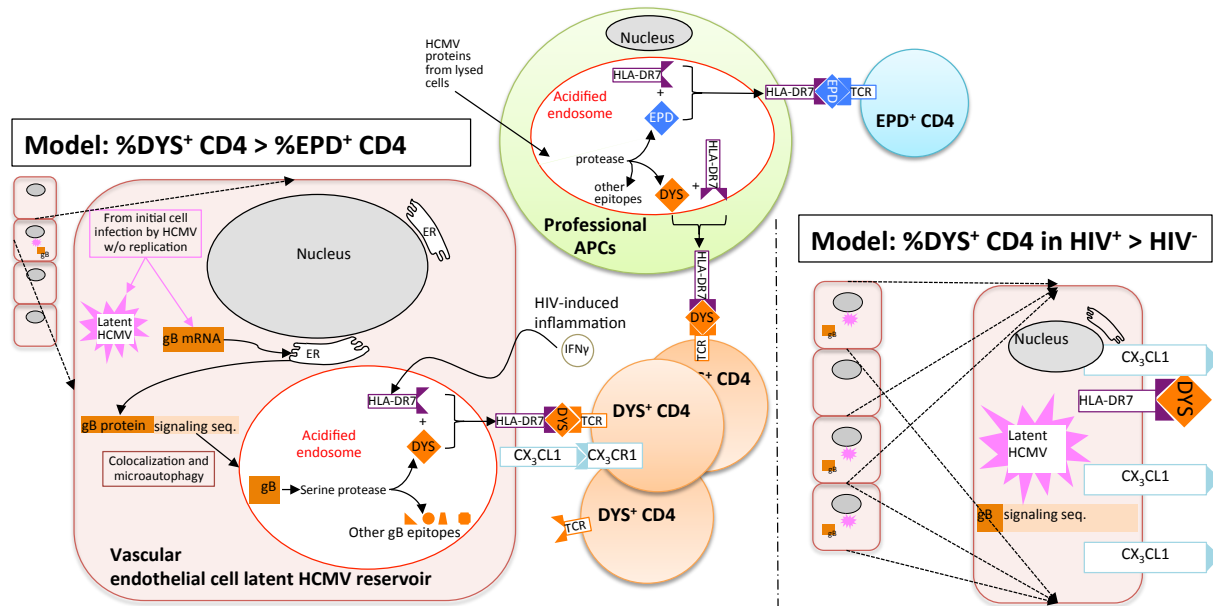 Nucleus
HCMV
proteins
from lysed
cells
HLA-DR7
+
Acidified
endosome
EPD
HLA-DR7
EPD
TCR
EPD⁺ CD4
protease
HLA-DR7
other
epitopes
DYS
+
Professional
APCs
HLA-DR7
DYS
TCR
S⁺ CD4
Model: %DYS⁺ CD4 > %EPD⁺ CD4
gB
From initial cell
infection by HCMV
w/o replication
Nucleus
ER
Latent
HCMV
gB mRNA
ER
HIV-induced
inflammation
IFNγ
HLA-DR7
+
DYS
gB protein
signaling seq.
Acidified
endosome
HLA-DR7
DYS
TCR
DYS⁺ CD4
CX₃CL1
CX₃CR1
Colocalization and
microautophagy
gB
Serine protease
Other gB epitopes
TCR
DYS⁺ CD4
Vascular
endothelial cell latent HCMV reservoir
Model: %DYS⁺ CD4 in HIV⁺ > HIV⁻
gB
gB
gB
Nucleus
CX₃CL1
HLA-DR7
DYS
Latent
HCMV
CX₃CL1
gB
signaling seq.
CX₃CL1